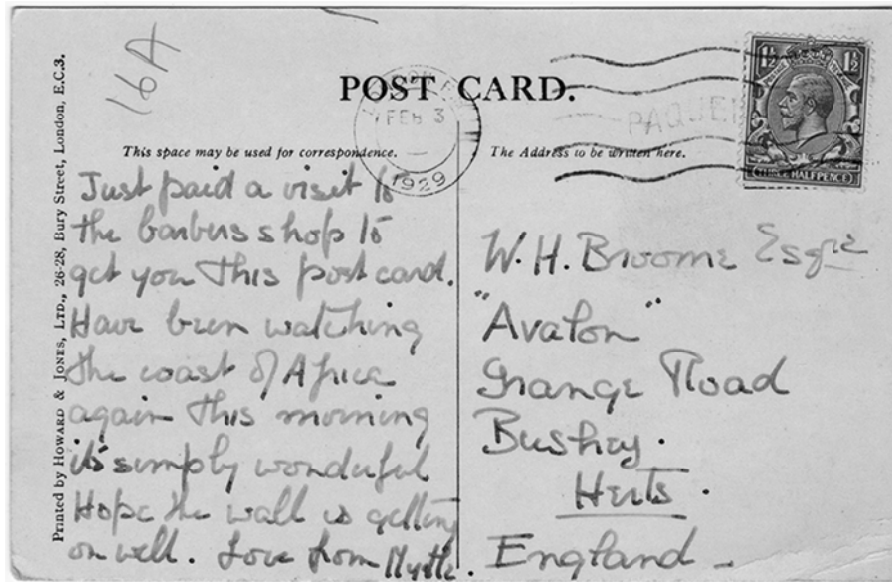 16A
POST CARD.
FEB 3
1929
PAQUEB
1½ 1½
THREE HALFPENCE
Printed by HOWARD & JONES, LTD., 26-28, Bury Street, London, E.C.3.
This space may be used for correspondence.
Just paid a visit to
the barbers shop to
get you this post card.
Have been watching
the coast of Africa
again this morning
it's simply wonderful
Hope the wall is getting
on well. Love from Myrtle.
The Address to be written here.
W. H. Broome Esqre
"Avalon"
Grange Road
Bushey.
Herts.
England